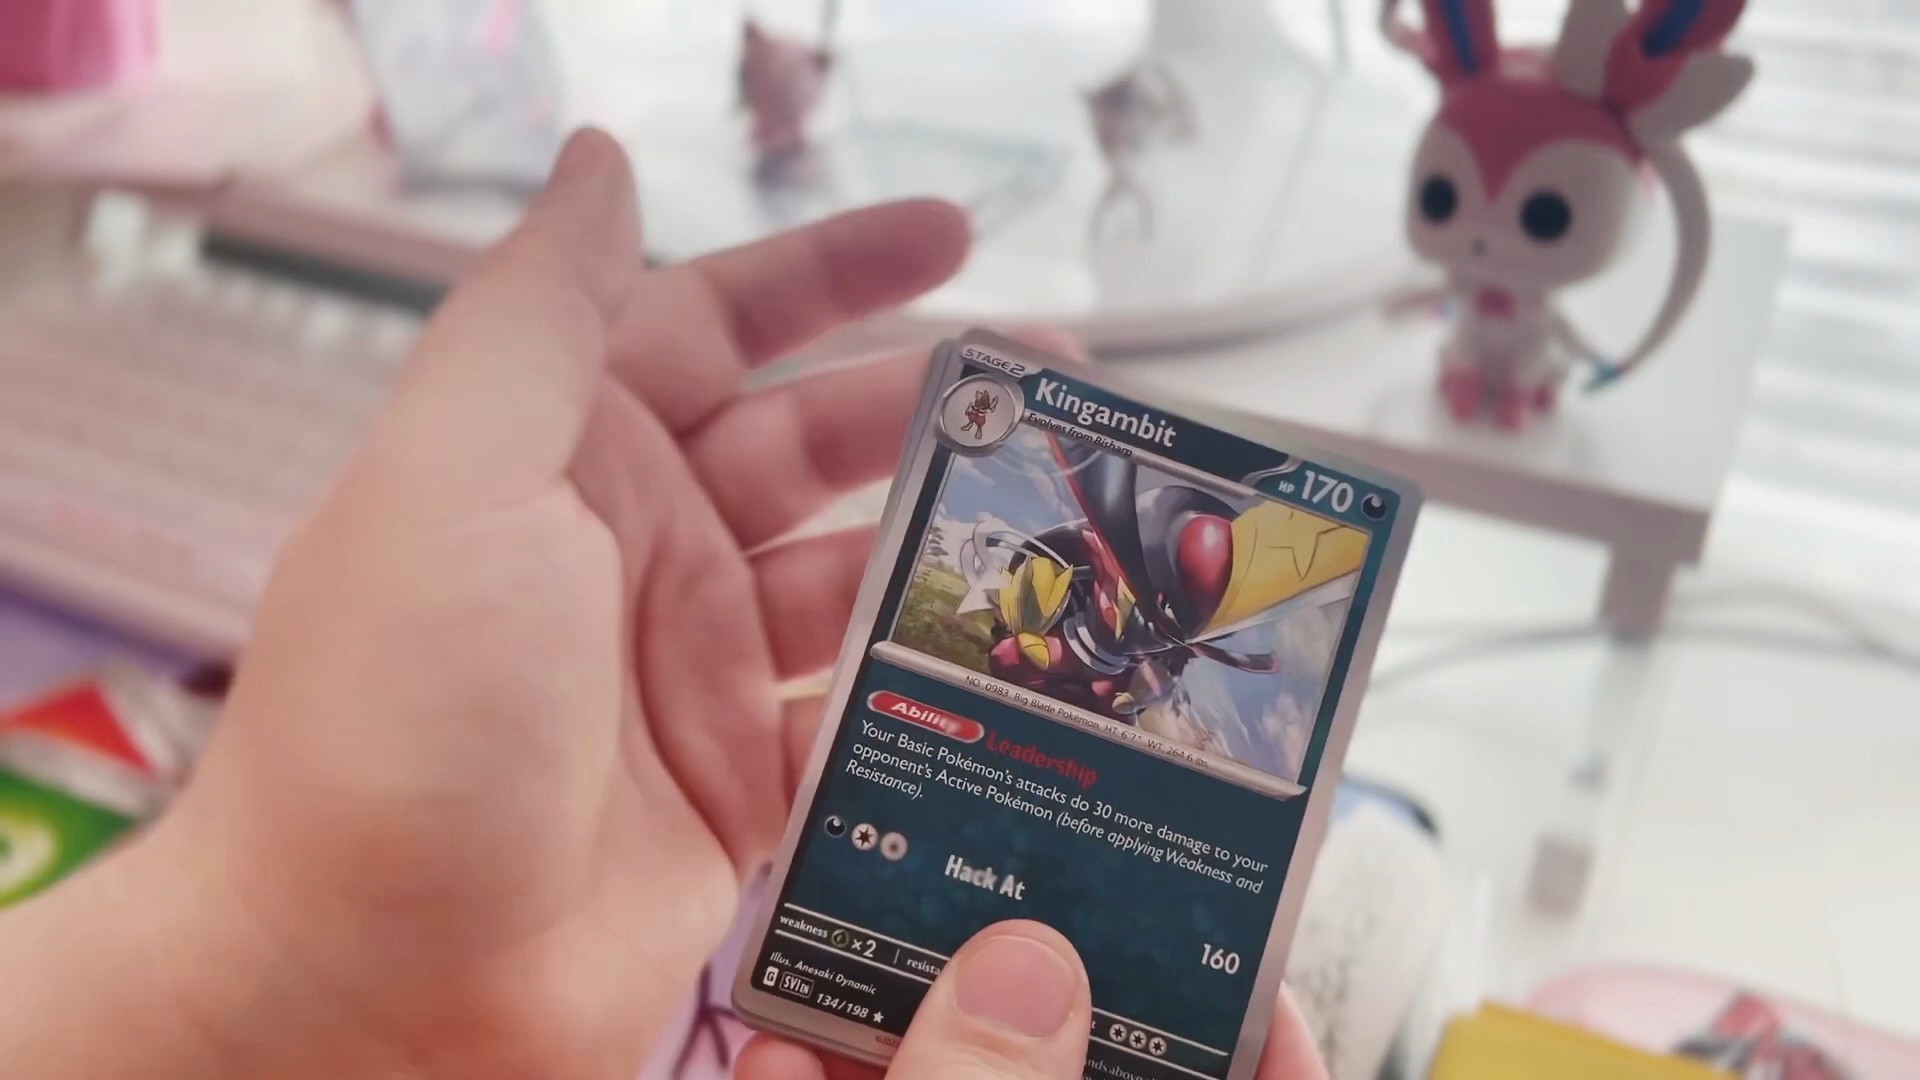 STAGE2
Kingambit
HP 170
Evolves from Bisharp
NO. 0983 Big Blade Pokémon HT: 6'7" WT: 264.6 lbs.
Ability Leadership
Your Basic Pokémon's attacks do 30 more damage to your
opponent's Active Pokémon (before applying Weakness and
Resistance).
Hack At
160
weakness ×2 resista
Illus. Anesaki Dynamic
G SVI EN 134/198